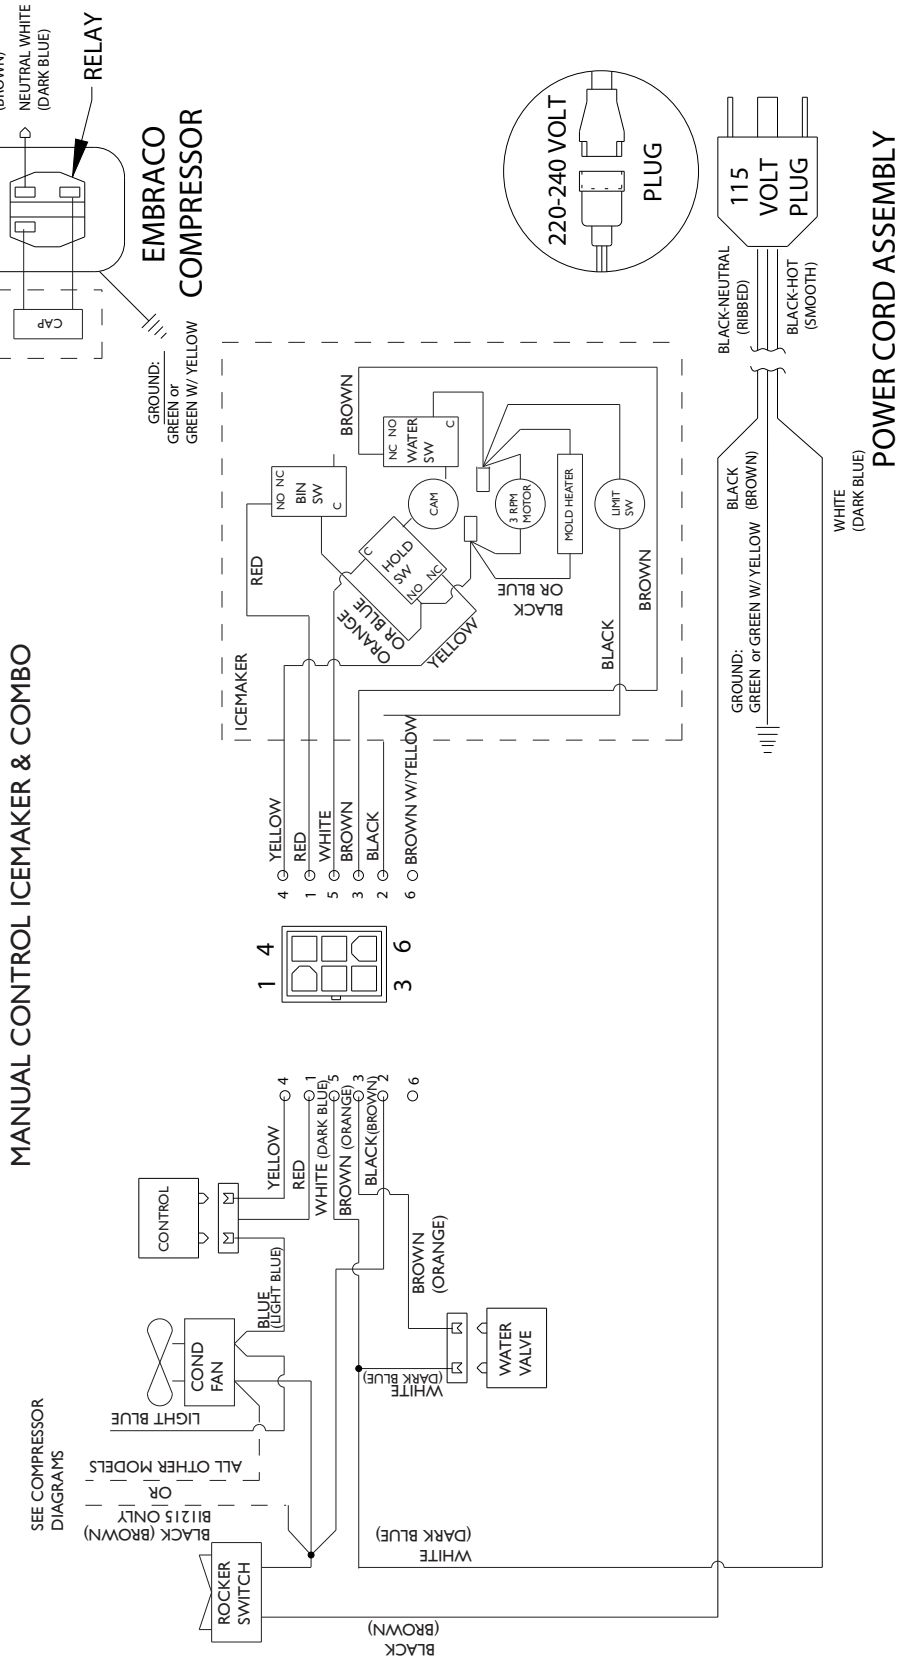 (BROWN)
NEUTRAL WHITE
(DARK BLUE)
RELAY
CAP
EMBRACO
COMPRESSOR
GROUND:
GREEN or
GREEN W/ YELLOW
220-240 VOLT
PLUG
115
VOLT
PLUG
BLACK-NEUTRAL
(RIBBED)
BLACK-HOT
(SMOOTH)
POWER CORD ASSEMBLY
BLACK
(BROWN)
GROUND:
GREEN or GREEN W/ YELLOW
WHITE
(DARK BLUE)
MANUAL CONTROL ICEMAKER & COMBO
ICEMAKER
RED
NO NC
BIN
SW
C
BROWN
NC NO
WATER
SW
C
C
HOLD
SW
NO NC
CAM
3 RPM
MOTOR
MOLD HEATER
LIMIT
SW
ORANGE
OR BLUE
YELLOW
BLACK
OR BLUE
BLACK
BROWN
4 YELLOW
1 RED
5 WHITE
3 BROWN
2 BLACK
6 BROWN W/YELLOW
1 4
3 6
YELLOW 4
RED 1
WHITE (DARK BLUE) 5
BROWN (ORANGE) 3
BLACK(BROWN) 2
6
CONTROL
BLUE
(LIGHT BLUE)
COND
FAN
LIGHT BLUE
BROWN
(ORANGE)
WATER
VALVE
WHITE
(DARK BLUE)
SEE COMPRESSOR
DIAGRAMS
ALL OTHER MODELS
OR
BI1215 ONLY
BLACK (BROWN)
ROCKER
SWITCH
WHITE
(DARK BLUE)
BLACK
(BROWN)